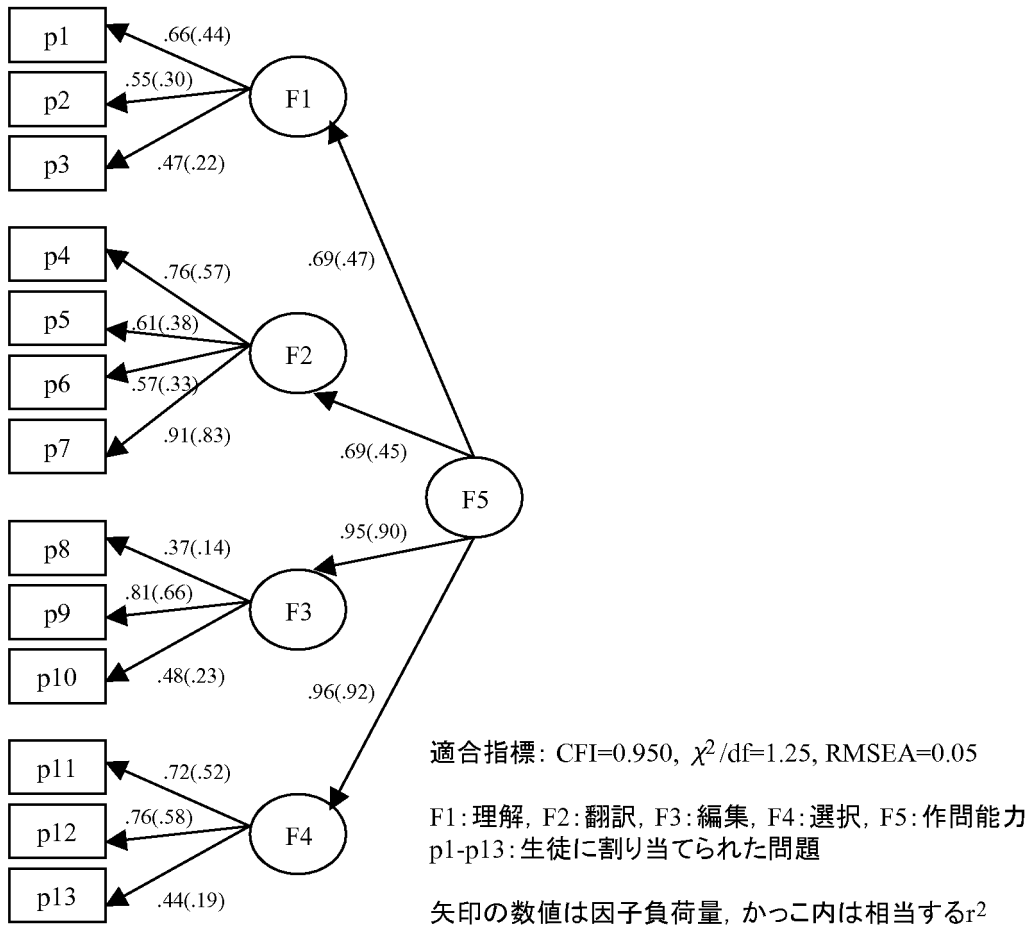 p1
.66(.44)
p2
.55(.30)
F1
p3
.47(.22)
p4
.76(.57)
.69(.47)
p5
.61(.38)
F2
p6
.57(.33)
p7
.91(.83)
.69(.45)
F5
p8
.37(.14)
.95(.90)
p9
.81(.66)
F3
p10
.48(.23)
.96(.92)
p11
.72(.52)
p12
.76(.58)
F4
p13
.44(.19)
適合指標: CFI=0.950, χ²/df=1.25, RMSEA=0.05
F1:理解, F2:翻訳, F3:編集, F4:選択, F5:作問能力
p1-p13:生徒に割り当てられた問題
矢印の数値は因子負荷量, かっこ内は相当するr²